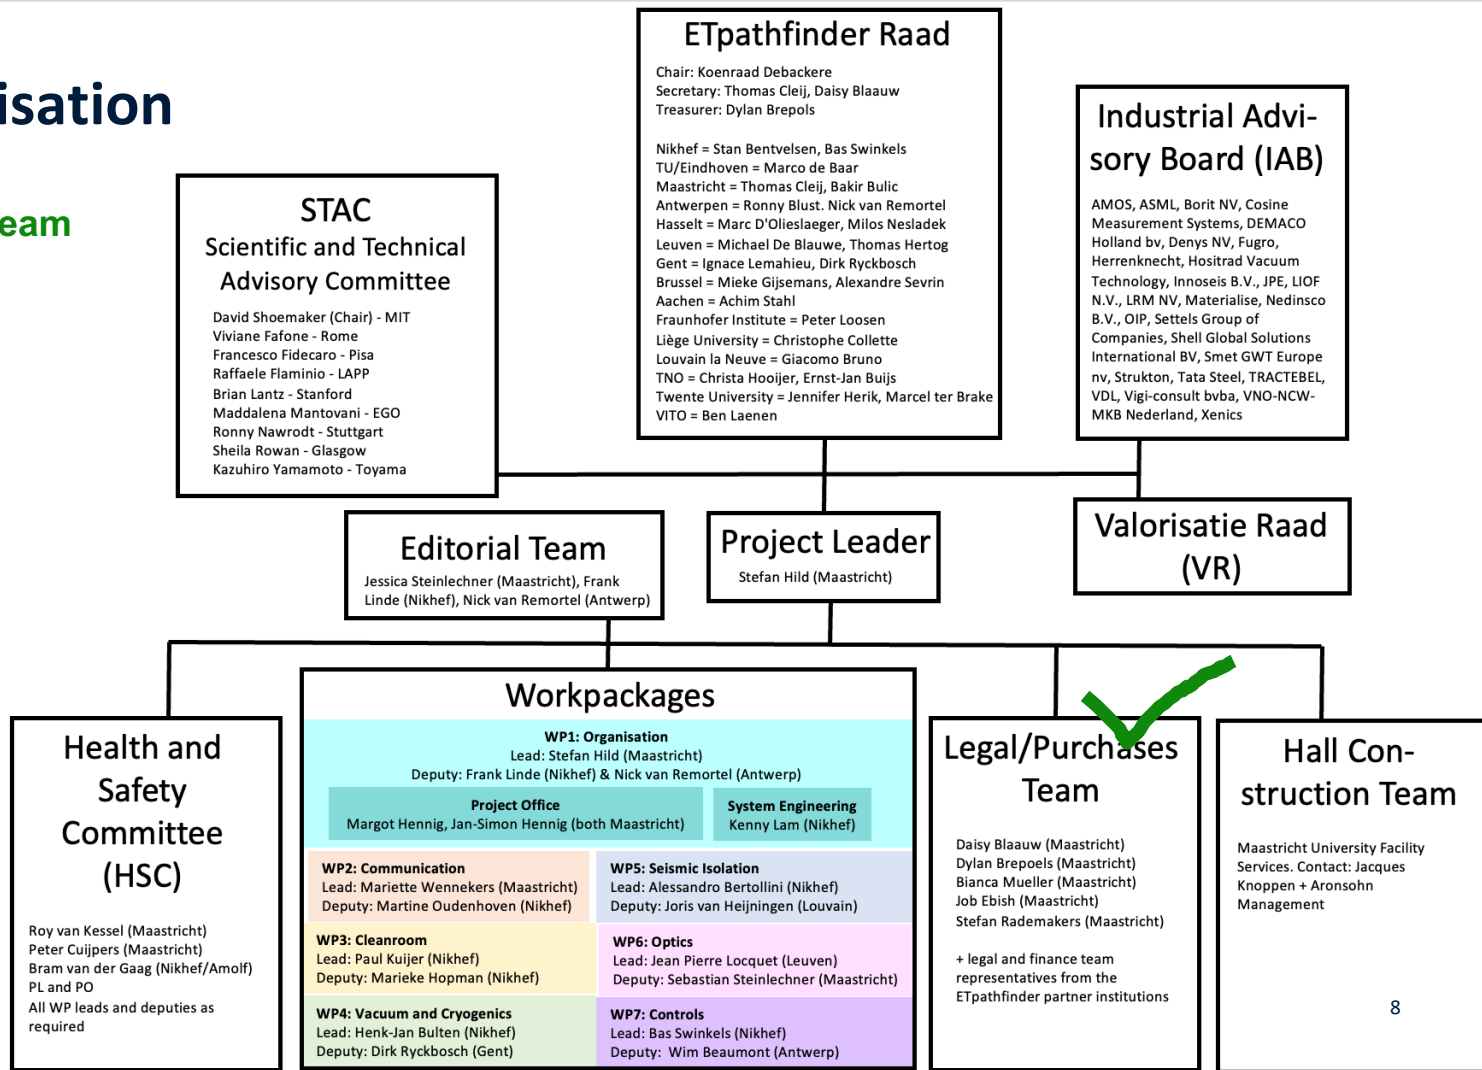 isation
eam
ETpathfinder Raad
Chair: Koenraad Debackere
Secretary: Thomas Cleij, Daisy Blaauw
Treasurer: Dylan Brepols
Nikhef = Stan Bentvelsen, Bas Swinkels
TU/Eindhoven = Marco de Baar
Maastricht = Thomas Cleij, Bakir Bulic
Antwerpen = Ronny Blust. Nick van Remortel
Hasselt = Marc D'Olieslaeger, Milos Nesladek
Leuven = Michael De Blauwe, Thomas Hertog
Gent = Ignace Lemahieu, Dirk Ryckbosch
Brussel = Mieke Gijsemans, Alexandre Sevrin
Aachen = Achim Stahl
Fraunhofer Institute = Peter Loosen
Liège University = Christophe Collette
Louvain la Neuve = Giacomo Bruno
TNO = Christa Hooijer, Ernst-Jan Buijs
Twente University = Jennifer Herik, Marcel ter Brake
VITO = Ben Laenen
Industrial Advi-
sory Board (IAB)
AMOS, ASML, Borit NV, Cosine
Measurement Systems, DEMACO
Holland bv, Denys NV, Fugro,
Herrenknecht, Hositrad Vacuum
Technology, Innoseis B.V., JPE, LIOF
N.V., LRM NV, Materialise, Nedinsco
B.V., OIP, Settels Group of
Companies, Shell Global Solutions
International BV, Smet GWT Europe
nv, Strukton, Tata Steel, TRACTEBEL,
VDL, Vigi-consult bvba, VNO-NCW-
MKB Nederland, Xenics
STAC
Scientific and Technical
Advisory Committee
David Shoemaker (Chair) - MIT
Viviane Fafone - Rome
Francesco Fidecaro - Pisa
Raffaele Flaminio - LAPP
Brian Lantz - Stanford
Maddalena Mantovani - EGO
Ronny Nawrodt - Stuttgart
Sheila Rowan - Glasgow
Kazuhiro Yamamoto - Toyama
Editorial Team
Jessica Steinlechner (Maastricht), Frank
Linde (Nikhef), Nick van Remortel (Antwerp)
Project Leader
Stefan Hild (Maastricht)
Valorisatie Raad
(VR)
Health and
Safety
Committee
(HSC)
Roy van Kessel (Maastricht)
Peter Cuijpers (Maastricht)
Bram van der Gaag (Nikhef/Amolf)
PL and PO
All WP leads and deputies as
required
Workpackages
WP1: Organisation
Lead: Stefan Hild (Maastricht)
Deputy: Frank Linde (Nikhef) & Nick van Remortel (Antwerp)
Project Office
Margot Hennig, Jan-Simon Hennig (both Maastricht)
System Engineering
Kenny Lam (Nikhef)
WP2: Communication
Lead: Mariette Wennekers (Maastricht)
Deputy: Martine Oudenhoven (Nikhef)
WP3: Cleanroom
Lead: Paul Kuijer (Nikhef)
Deputy: Marieke Hopman (Nikhef)
WP4: Vacuum and Cryogenics
Lead: Henk-Jan Bulten (Nikhef)
Deputy: Dirk Ryckbosch (Gent)
WP5: Seismic Isolation
Lead: Alessandro Bertollini (Nikhef)
Deputy: Joris van Heijningen (Louvain)
WP6: Optics
Lead: Jean Pierre Locquet (Leuven)
Deputy: Sebastian Steinlechner (Maastricht)
WP7: Controls
Lead: Bas Swinkels (Nikhef)
Deputy: Wim Beaumont (Antwerp)
Legal/Purchases
Team
Daisy Blaauw (Maastricht)
Dylan Brepoels (Maastricht)
Bianca Mueller (Maastricht)
Job Ebish (Maastricht)
Stefan Rademakers (Maastricht)
+ legal and finance team
representatives from the
ETpathfinder partner institutions
Hall Con-
struction Team
Maastricht University Facility
Services. Contact: Jacques
Knoppen + Aronsohn
Management
8